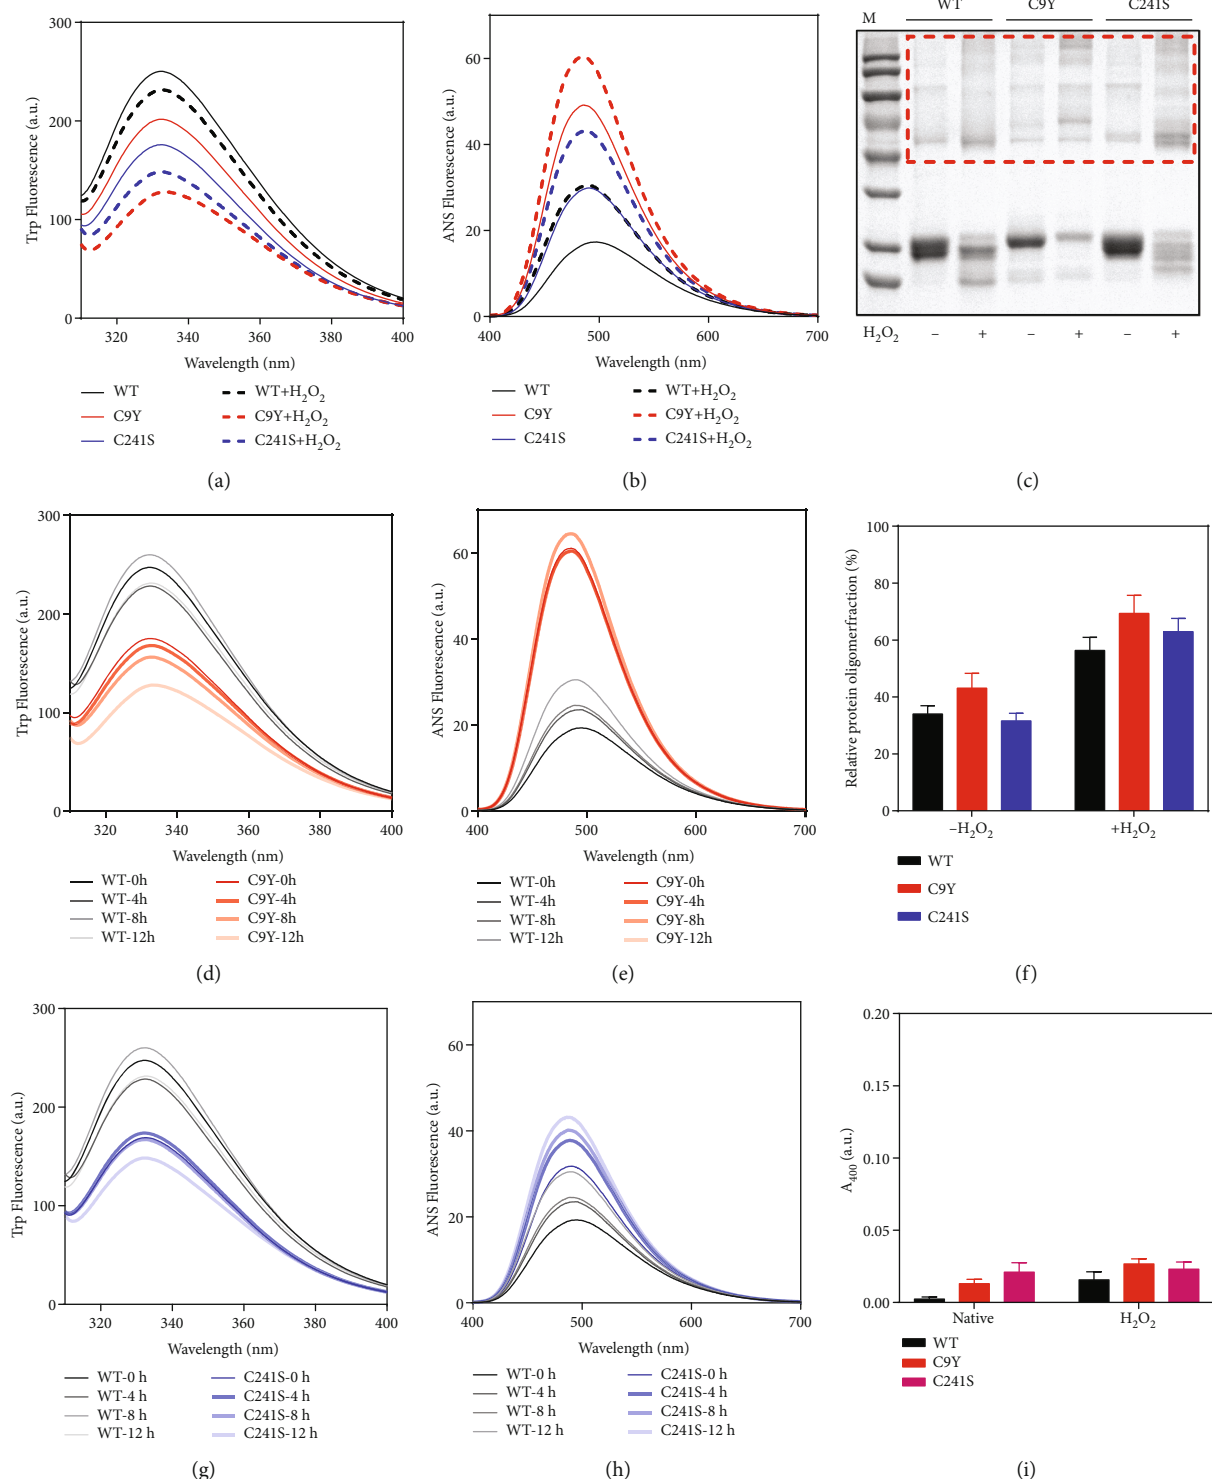 300
200
100
0
Trp Fluorescence (a.u.)
320 340 360 380 400
Wavelength (nm)
WT WT+H₂O₂
C9Y C9Y+H₂O₂
C241S C241S+H₂O₂
(a)
60
40
20
0
ANS Fluorescence (a.u.)
400 500 600 700
Wavelength (nm)
WT WT+H₂O₂
C9Y C9Y+H₂O₂
C241S C241S+H₂O₂
(b)
WT C9Y C241S
M
H₂O₂ – + – + – +
(c)
300
200
100
0
Trp Fluorescence (a.u.)
320 340 360 380 400
Wavelength (nm)
WT-0h C9Y-0h
WT-4h C9Y-4h
WT-8h C9Y-8h
WT-12h C9Y-12h
(d)
60
40
20
0
ANS Fluorescence (a.u.)
400 500 600 700
Wavelength (nm)
WT-0h C9Y-0h
WT-4h C9Y-4h
WT-8h C9Y-8h
WT-12h C9Y-12h
(e)
100
80
60
40
20
0
Relative protein oligomerfraction (%)
–H₂O₂ +H₂O₂
WT
C9Y
C241S
(f)
300
200
100
0
Trp Fluorescence (a.u.)
320 340 360 380 400
Wavelength (nm)
WT-0 h C241S-0 h
WT-4 h C241S-4 h
WT-8 h C241S-8 h
WT-12 h C241S-12 h
(g)
60
40
20
0
ANS Fluorescence (a.u.)
400 500 600 700
Wavelength (nm)
WT-0 h C241S-0 h
WT-4 h C241S-4 h
WT-8 h C241S-8 h
WT-12 h C241S-12 h
(h)
0.20
0.15
0.10
0.05
0.00
A₄₀₀ (a.u.)
Native H₂O₂
WT
C9Y
C241S
(i)